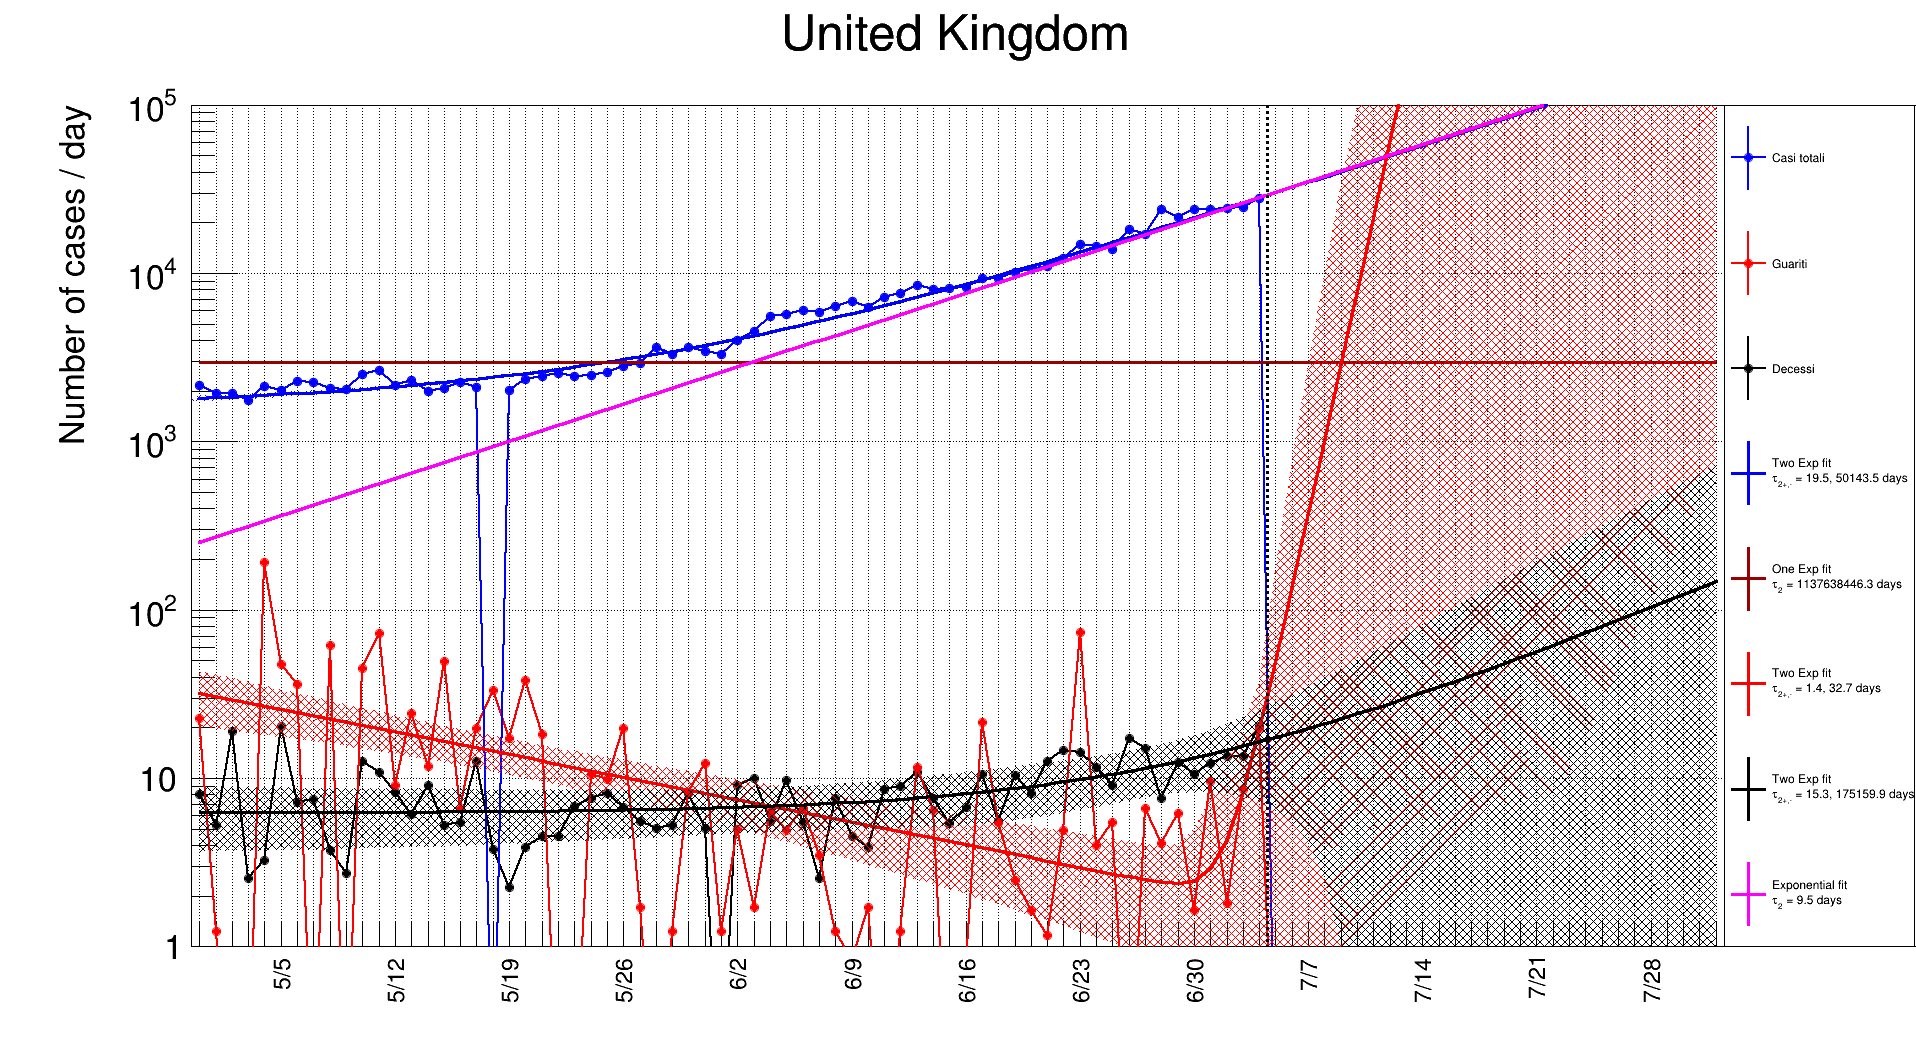 United Kingdom
Number of cases / day
10^5
10^4
10^3
10^2
10
1
5/5
5/12
5/19
5/26
6/2
6/9
6/16
6/23
6/30
7/7
7/14
7/21
7/28
Casi totali
Guariti
Decessi
Two Exp fit
τ2+,- = 19.5, 50143.5 days
One Exp fit
τ2 = 1137638446.3 days
Two Exp fit
τ2+,- = 1.4, 32.7 days
Two Exp fit
τ2+,- = 15.3, 175159.9 days
Exponential fit
τ2 = 9.5 days